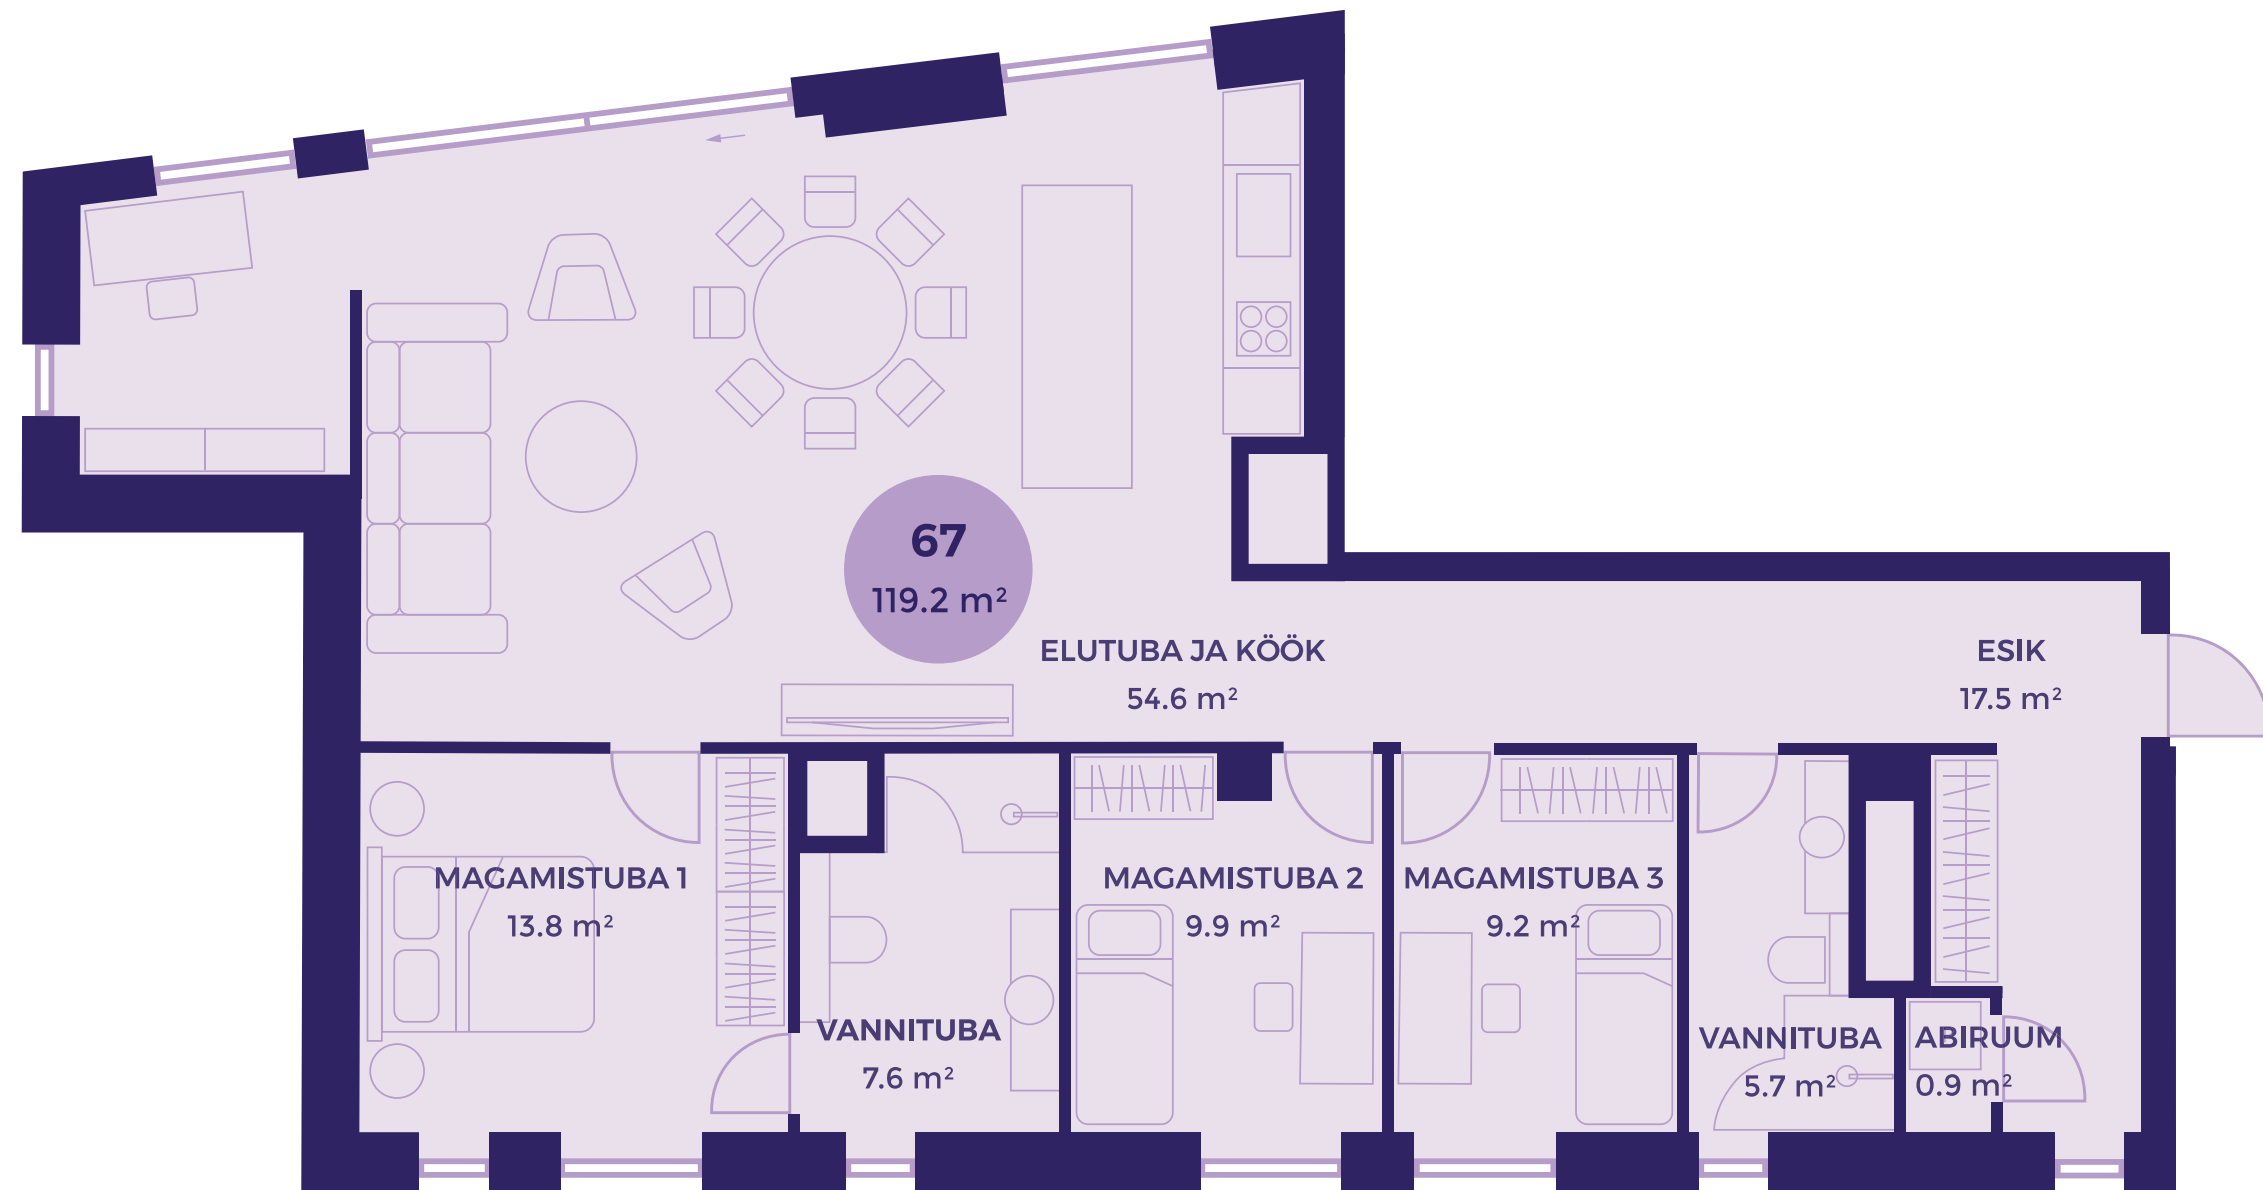 67
119.2 m²
ELUTUBA JA KÖÖK
54.6 m²
ESIK
17.5 m²
MAGAMISTUBA 1
13.8 m²
MAGAMISTUBA 2
9.9 m²
MAGAMISTUBA 3
9.2 m²
VANNITUBA
7.6 m²
VANNITUBA
5.7 m²
ABIRUUM
0.9 m²